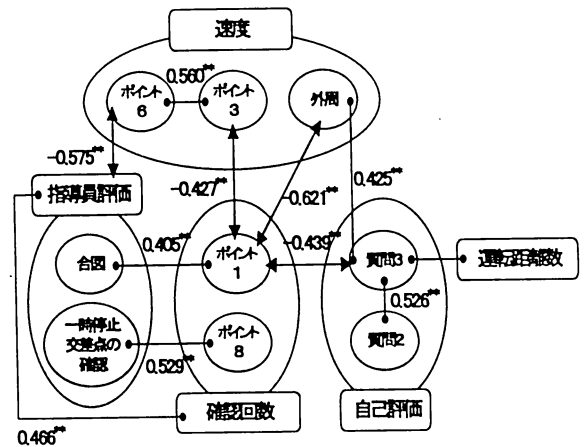 速度
0.560**
ポイント
6
ポイント
3
外周
-0.575**
-0.427**
-0.621**
0.425**
指導員評価
0.405**
-0.439**
合図
ポイント
1
質問3
運転距離数
0.526**
一時停止
交差点の
確認
0.529**
ポイント
8
質問2
確認回数
自己評価
0.466**